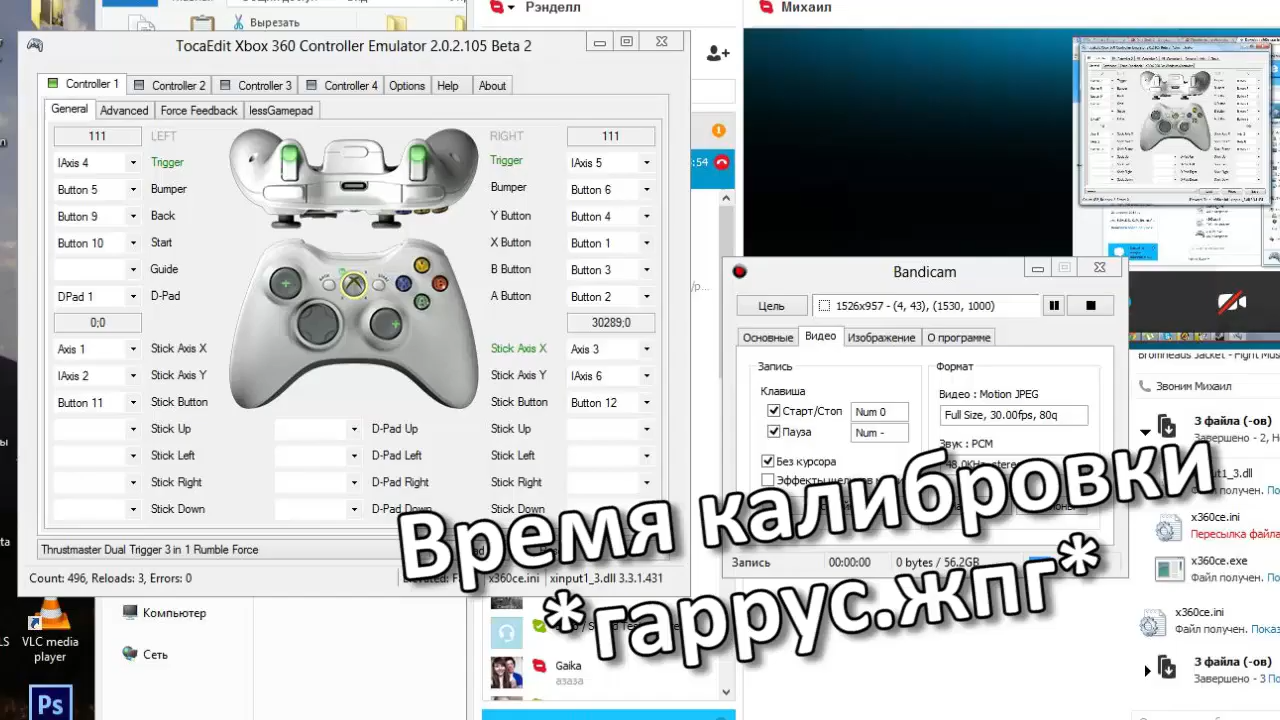 Вырезать
Рэнделл
Михаил
TocaEdit Xbox 360 Controller Emulator 2.0.2.105 Beta 2
Controller 1 Controller 2 Controller 3 Controller 4 Options Help About
General Advanced Force Feedback lessGamepad
111 LEFT RIGHT 111
IAxis 4 Trigger Trigger IAxis 5
Button 5 Bumper Bumper Button 6
Button 9 Back Y Button Button 4
Button 10 Start X Button Button 1
Guide B Button Button 3
DPad 1 D-Pad A Button Button 2
0;0 30289;0
Axis 1 Stick Axis X Stick Axis X Axis 3
IAxis 2 Stick Axis Y Stick Axis Y IAxis 6
Button 11 Stick Button Stick Button Button 12
Stick Up D-Pad Up Stick Up
Stick Left D-Pad Left Stick Left
Stick Right D-Pad Right Stick Right
Stick Down D-Pad Down Stick Down
Thrustmaster Dual Trigger 3 in 1 Rumble Force
Count: 496, Reloads: 3, Errors: 0 x360ce.ini xinput1_3.dll 3.3.1.431
:54
Bandicam
Цель 1526x957 - (4, 43), (1530, 1000)
Основные Видео Изображение О программе
Запись
Клавиша
Старт/Стоп Num 0
Пауза Num -
Без курсора
Формат
Видео : Motion JPEG
Full Size, 30.00fps, 80q
Звук : PCM
Запись 00:00:00 0 bytes / 56.2GB
Звоним Михаил
3 файла (-ов)
Завершено - 2, Н
Файл получен.
x360ce.ini
Пересылка файла
x360ce.exe
Файл получен.
x360ce.ini
Файл получен. Показ
3 файла (-ов)
Завершено - 3
Время калибровки
*гаррус.жпг*
Gaika
азаза
Компьютер
Сеть
VLC media
player
Ps